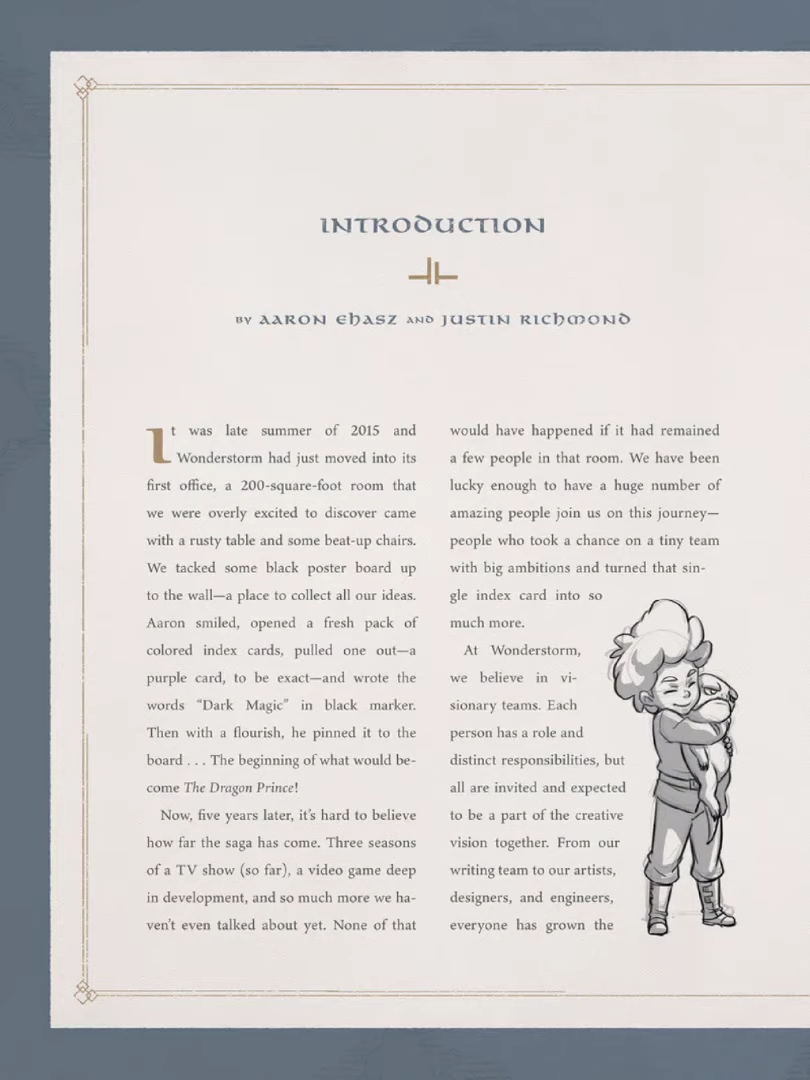 INTRODUCTION
BY AARON EHASZ AND JUSTIN RICHMOND
It was late summer of 2015 and
Wonderstorm had just moved into its
first office, a 200-square-foot room that
we were overly excited to discover came
with a rusty table and some beat-up chairs.
We tacked some black poster board up
to the wall—a place to collect all our ideas.
Aaron smiled, opened a fresh pack of
colored index cards, pulled one out—a
purple card, to be exact—and wrote the
words “Dark Magic” in black marker.
Then with a flourish, he pinned it to the
board . . . The beginning of what would be-
come The Dragon Prince!
Now, five years later, it’s hard to believe
how far the saga has come. Three seasons
of a TV show (so far), a video game deep
in development, and so much more we ha-
ven’t even talked about yet. None of that
would have happened if it had remained
a few people in that room. We have been
lucky enough to have a huge number of
amazing people join us on this journey—
people who took a chance on a tiny team
with big ambitions and turned that sin-
gle index card into so
much more.
At Wonderstorm,
we believe in vi-
sionary teams. Each
person has a role and
distinct responsibilities, but
all are invited and expected
to be a part of the creative
vision together. From our
writing team to our artists,
designers, and engineers,
everyone has grown the